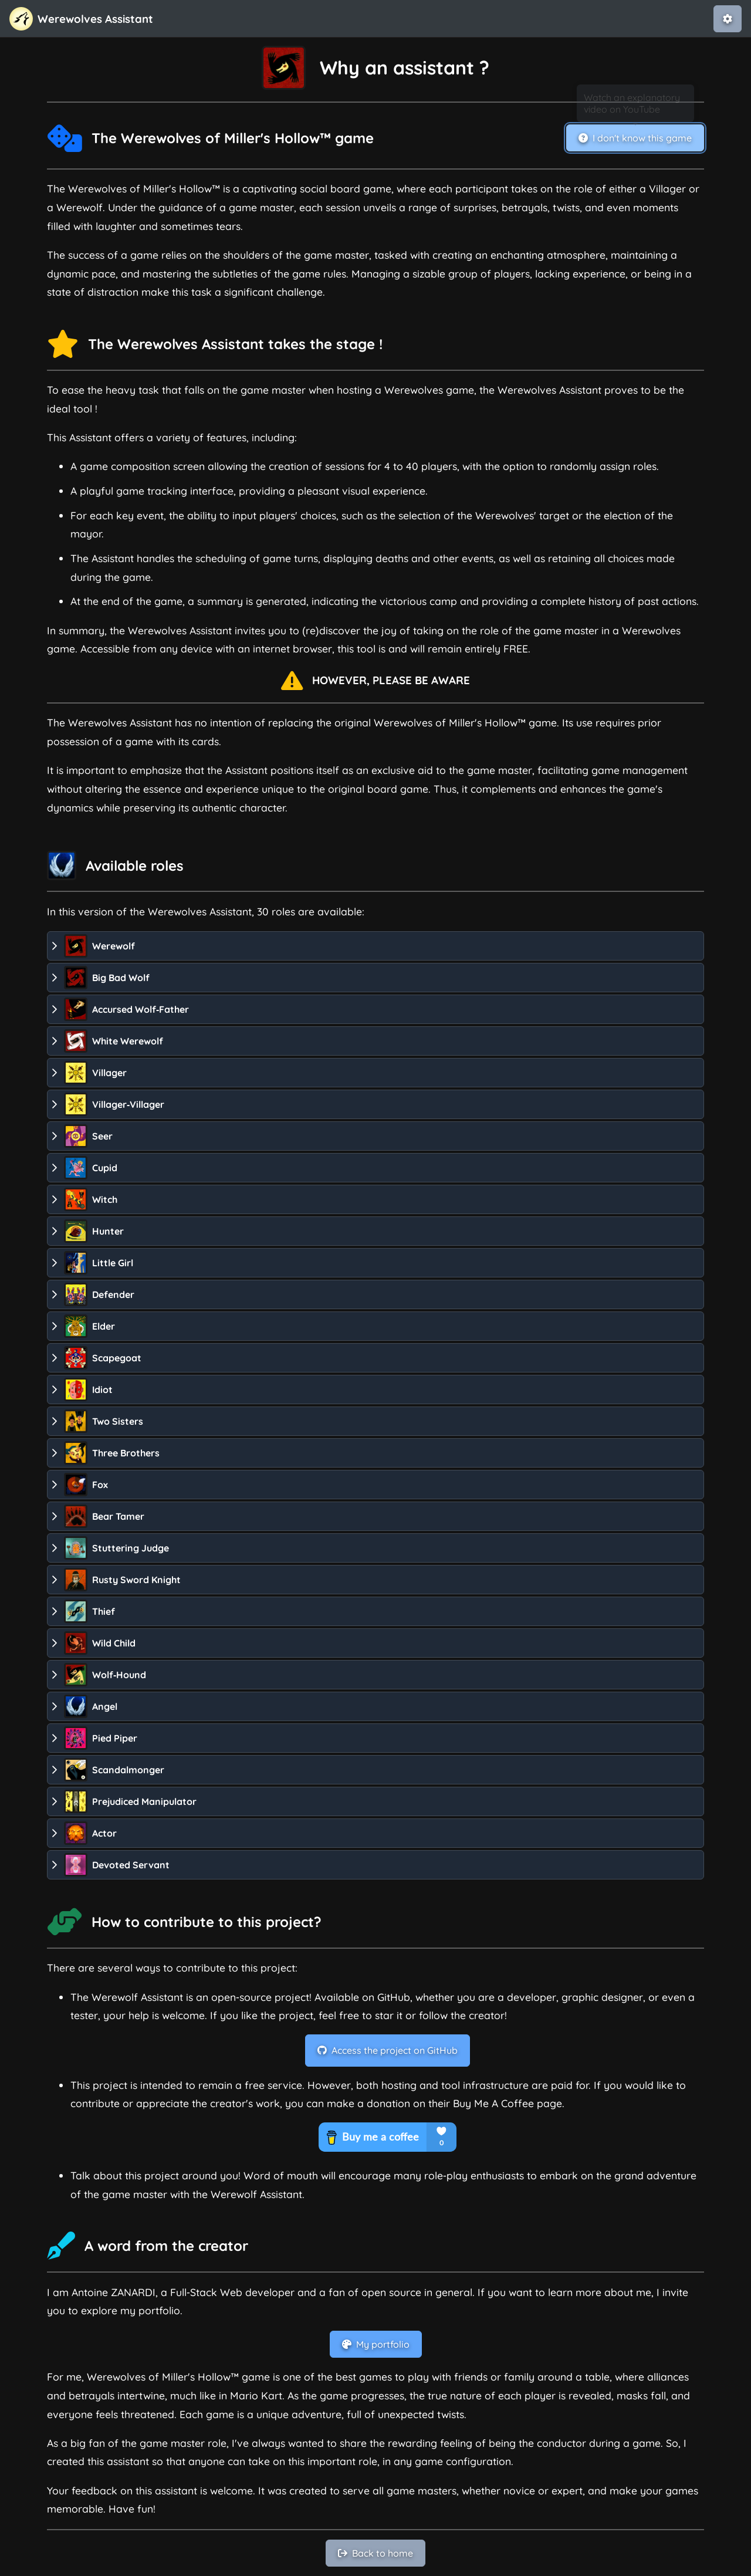 Werewolves Assistant
Why an assistant ?
Watch an explanatory
video on YouTube
The Werewolves of Miller's Hollow™ game
I don't know this game
The Werewolves of Miller's Hollow™ is a captivating social board game, where each participant takes on the role of either a Villager or
a Werewolf. Under the guidance of a game master, each session unveils a range of surprises, betrayals, twists, and even moments
filled with laughter and sometimes tears.
The success of a game relies on the shoulders of the game master, tasked with creating an enchanting atmosphere, maintaining a
dynamic pace, and mastering the subtleties of the game rules. Managing a sizable group of players, lacking experience, or being in a
state of distraction make this task a significant challenge.
The Werewolves Assistant takes the stage !
To ease the heavy task that falls on the game master when hosting a Werewolves game, the Werewolves Assistant proves to be the
ideal tool !
This Assistant offers a variety of features, including:
• A game composition screen allowing the creation of sessions for 4 to 40 players, with the option to randomly assign roles.
• A playful game tracking interface, providing a pleasant visual experience.
• For each key event, the ability to input players' choices, such as the selection of the Werewolves' target or the election of the
mayor.
• The Assistant handles the scheduling of game turns, displaying deaths and other events, as well as retaining all choices made
during the game.
• At the end of the game, a summary is generated, indicating the victorious camp and providing a complete history of past actions.
In summary, the Werewolves Assistant invites you to (re)discover the joy of taking on the role of the game master in a Werewolves
game. Accessible from any device with an internet browser, this tool is and will remain entirely FREE.
HOWEVER, PLEASE BE AWARE
The Werewolves Assistant has no intention of replacing the original Werewolves of Miller's Hollow™ game. Its use requires prior
possession of a game with its cards.
It is important to emphasize that the Assistant positions itself as an exclusive aid to the game master, facilitating game management
without altering the essence and experience unique to the original board game. Thus, it complements and enhances the game's
dynamics while preserving its authentic character.
Available roles
In this version of the Werewolves Assistant, 30 roles are available:
Werewolf
Big Bad Wolf
Accursed Wolf-Father
White Werewolf
Villager
Villager-Villager
Seer
Cupid
Witch
Hunter
Little Girl
Defender
Elder
Scapegoat
Idiot
Two Sisters
Three Brothers
Fox
Bear Tamer
Stuttering Judge
Rusty Sword Knight
Thief
Wild Child
Wolf-Hound
Angel
Pied Piper
Scandalmonger
Prejudiced Manipulator
Actor
Devoted Servant
How to contribute to this project?
There are several ways to contribute to this project:
• The Werewolf Assistant is an open-source project! Available on GitHub, whether you are a developer, graphic designer, or even a
tester, your help is welcome. If you like the project, feel free to star it or follow the creator!
Access the project on GitHub
• This project is intended to remain a free service. However, both hosting and tool infrastructure are paid for. If you would like to
contribute or appreciate the creator's work, you can make a donation on their Buy Me A Coffee page.
Buy me a coffee 0
• Talk about this project around you! Word of mouth will encourage many role-play enthusiasts to embark on the grand adventure
of the game master with the Werewolf Assistant.
A word from the creator
I am Antoine ZANARDI, a Full-Stack Web developer and a fan of open source in general. If you want to learn more about me, I invite
you to explore my portfolio.
My portfolio
For me, Werewolves of Miller's Hollow™ game is one of the best games to play with friends or family around a table, where alliances
and betrayals intertwine, much like in Mario Kart. As the game progresses, the true nature of each player is revealed, masks fall, and
everyone feels threatened. Each game is a unique adventure, full of unexpected twists.
As a big fan of the game master role, I've always wanted to share the rewarding feeling of being the conductor during a game. So, I
created this assistant so that anyone can take on this important role, in any game configuration.
Your feedback on this assistant is welcome. It was created to serve all game masters, whether novice or expert, and make your games
memorable. Have fun!
Back to home